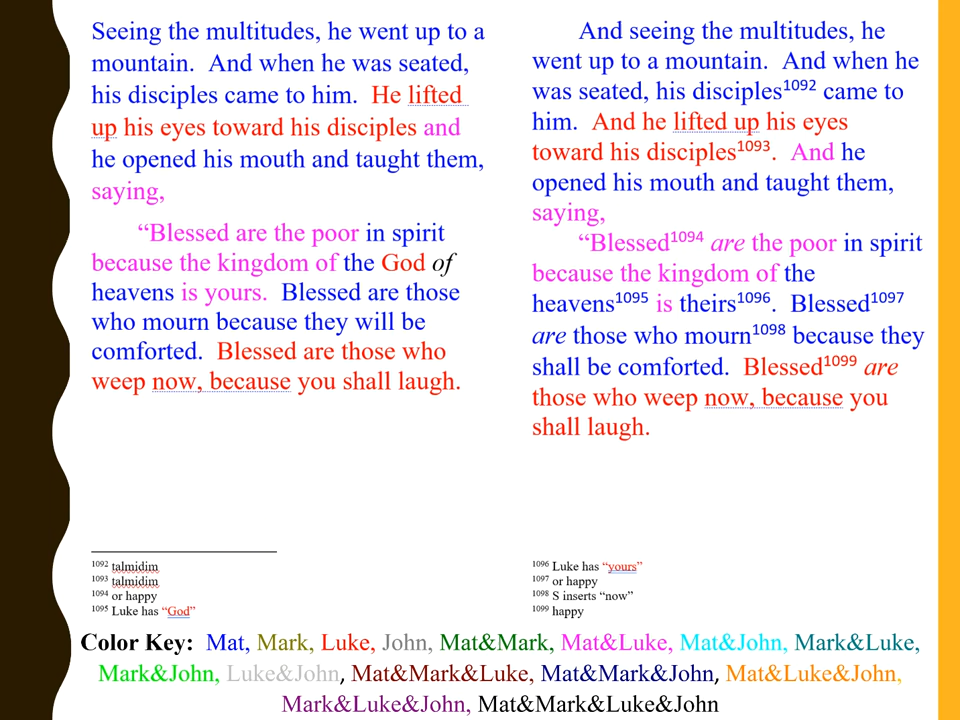 Seeing the multitudes, he went up to a
mountain.  And when he was seated,
his disciples came to him.  He lifted
up his eyes toward his disciples and
he opened his mouth and taught them,
saying,
“Blessed are the poor in spirit
because the kingdom of the God of
heavens is yours.  Blessed are those
who mourn because they will be
comforted.  Blessed are those who
weep now, because you shall laugh.
And seeing the multitudes, he
went up to a mountain.  And when he
was seated, his disciples1092 came to
him.  And he lifted up his eyes
toward his disciples1093.  And he
opened his mouth and taught them,
saying,
“Blessed1094 are the poor in spirit
because the kingdom of the
heavens1095 is theirs1096.  Blessed1097
are those who mourn1098 because they
shall be comforted.  Blessed1099 are
those who weep now, because you
shall laugh.
1092 talmidim
1093 talmidim
1094 or happy
1095 Luke has “God”
1096 Luke has “yours”
1097 or happy
1098 S inserts “now”
1099 happy
Color Key:  Mat, Mark, Luke, John, Mat&Mark, Mat&Luke, Mat&John, Mark&Luke,
Mark&John, Luke&John, Mat&Mark&Luke, Mat&Mark&John, Mat&Luke&John,
Mark&Luke&John, Mat&Mark&Luke&John